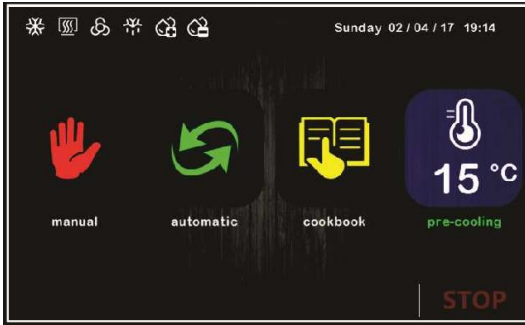 Sunday 02/04/17 19:14
15 °C
manual automatic cookbook pre-cooling
STOP